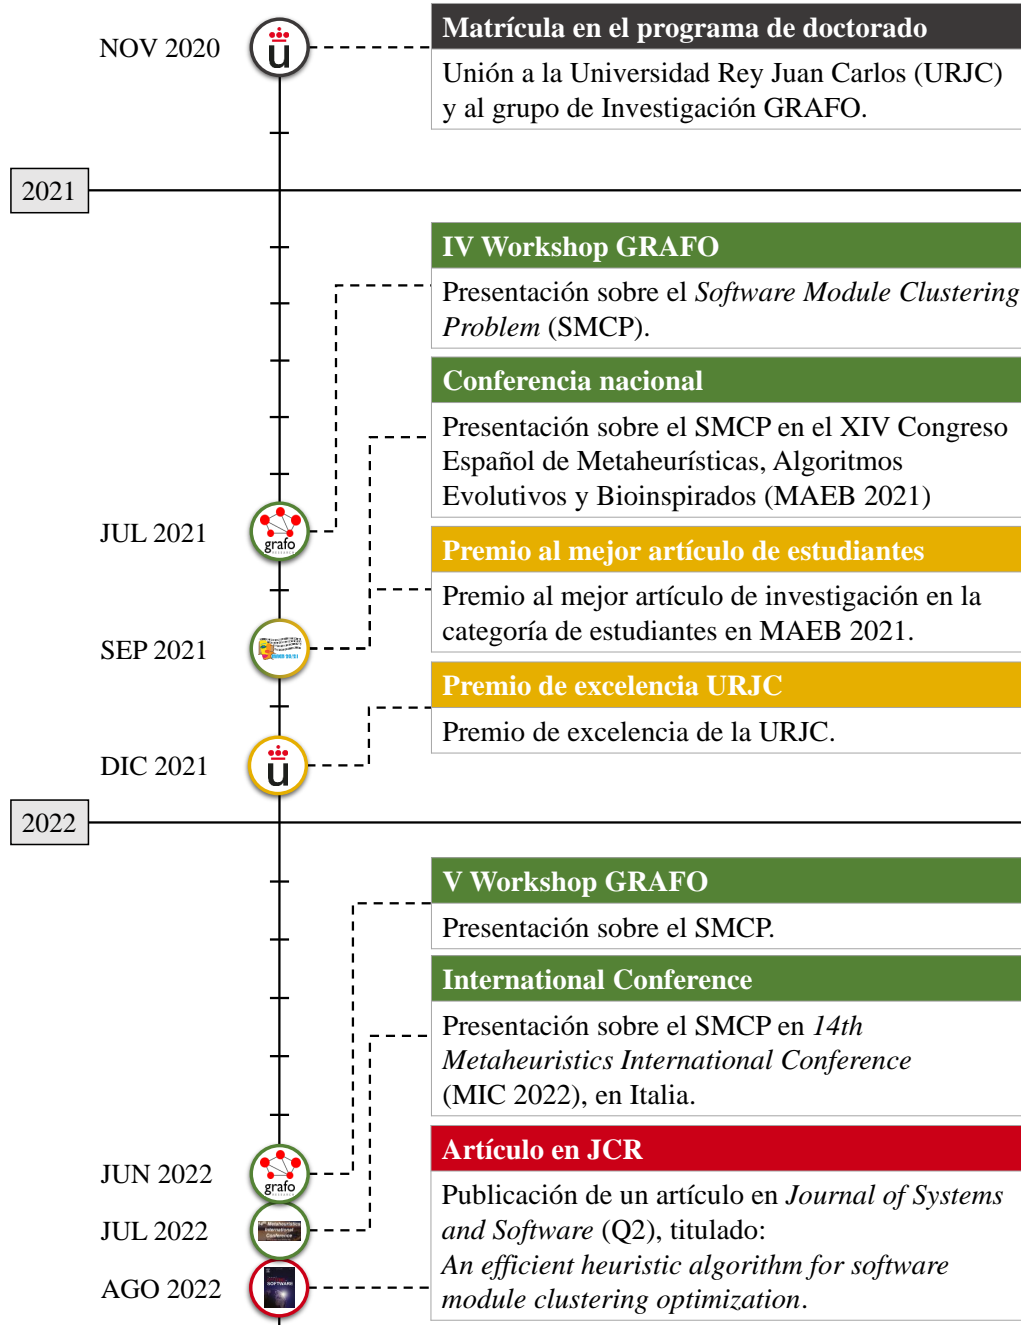 NOV 2020
ü
Matrícula en el programa de doctorado
Unión a la Universidad Rey Juan Carlos (URJC)
y al grupo de Investigación GRAFO.
2021
IV Workshop GRAFO
Presentación sobre el Software Module Clustering
Problem (SMCP).
Conferencia nacional
Presentación sobre el SMCP en el XIV Congreso
Español de Metaheurísticas, Algoritmos
Evolutivos y Bioinspirados (MAEB 2021)
JUL 2021
grafo
RESEARCH
Premio al mejor artículo de estudiantes
Premio al mejor artículo de investigación en la
categoría de estudiantes en MAEB 2021.
SEP 2021
Premio de excelencia URJC
Premio de excelencia de la URJC.
DIC 2021
ü
2022
V Workshop GRAFO
Presentación sobre el SMCP.
International Conference
Presentación sobre el SMCP en 14th
Metaheuristics International Conference
(MIC 2022), en Italia.
JUN 2022
grafo
RESEARCH
JUL 2022
14th Metaheuristics
International
Conference
Artículo en JCR
Publicación de un artículo en Journal of Systems
and Software (Q2), titulado:
An efficient heuristic algorithm for software
module clustering optimization.
AGO 2022
SOFTWARE